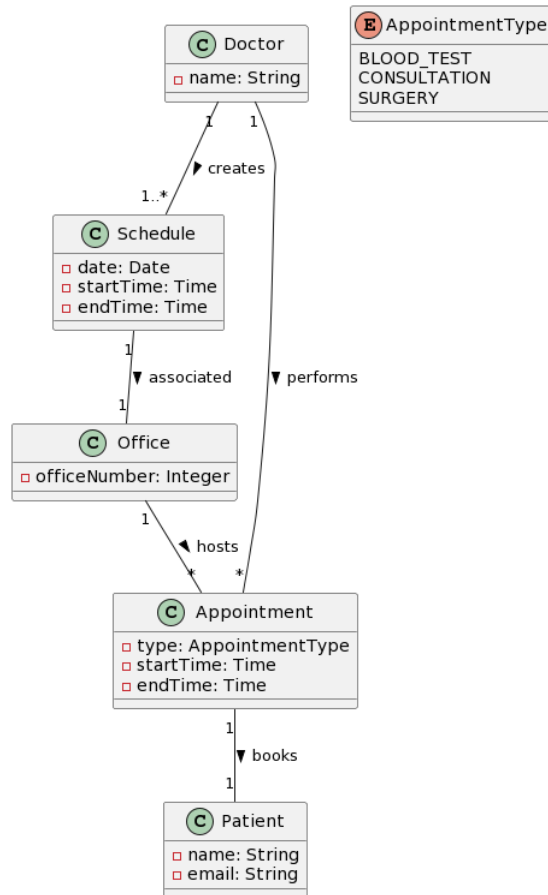 C Doctor
name: String
E AppointmentType
BLOOD_TEST
CONSULTATION
SURGERY
1
1
creates
1..*
C Schedule
date: Date
startTime: Time
endTime: Time
1
associated
performs
1
C Office
officeNumber: Integer
1
hosts
*
*
C Appointment
type: AppointmentType
startTime: Time
endTime: Time
1
books
1
C Patient
name: String
email: String